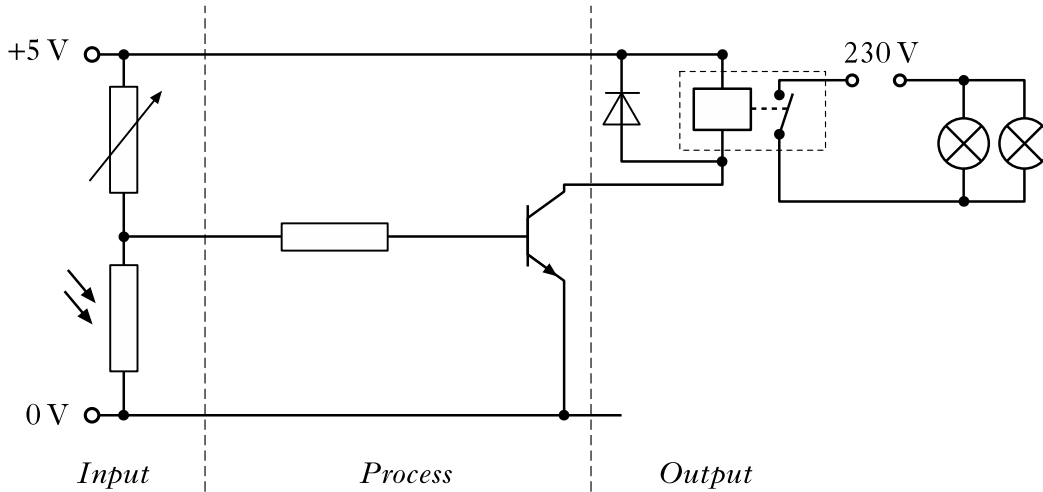 +5 V
230 V
0 V
Input
Process
Output